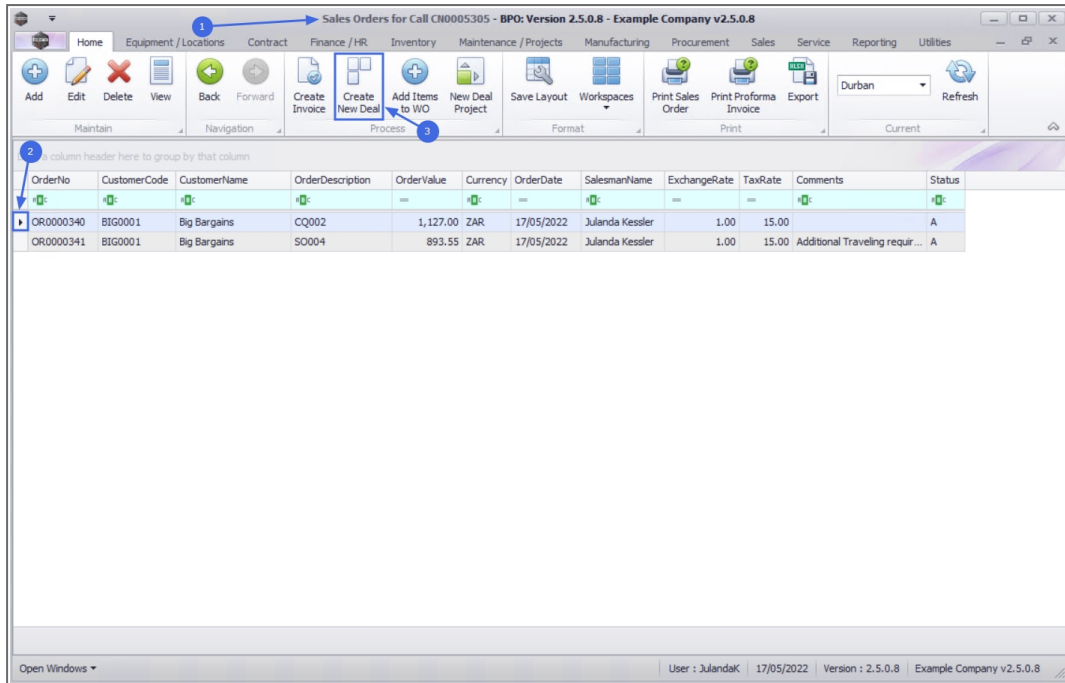 1
Sales Orders for Call CN0005305 - BPO: Version 2.5.0.8 - Example Company v2.5.0.8
Home Equipment / Locations Contract Finance / HR Inventory Maintenance / Projects Manufacturing Procurement Sales Service Reporting Utilities
Add Edit Delete View Back Forward Create Invoice Create New Deal Add Items to WO New Deal Project Save Layout Workspaces Print Sales Order Print Proforma Invoice Export Durban Refresh
Maintain Navigation Process 3 Format Print Current
2 a column header here to group by that column
OrderNo CustomerCode CustomerName OrderDescription OrderValue Currency OrderDate SalesmanName ExchangeRate TaxRate Comments Status
OR0000340 BIG0001 Big Bargains CQ002 1,127.00 ZAR 17/05/2022 Julanda Kessler 1.00 15.00 A
OR0000341 BIG0001 Big Bargains SO004 893.55 ZAR 17/05/2022 Julanda Kessler 1.00 15.00 Additional Traveling requir... A
Open Windows User : JulandaK 17/05/2022 Version : 2.5.0.8 Example Company v2.5.0.8